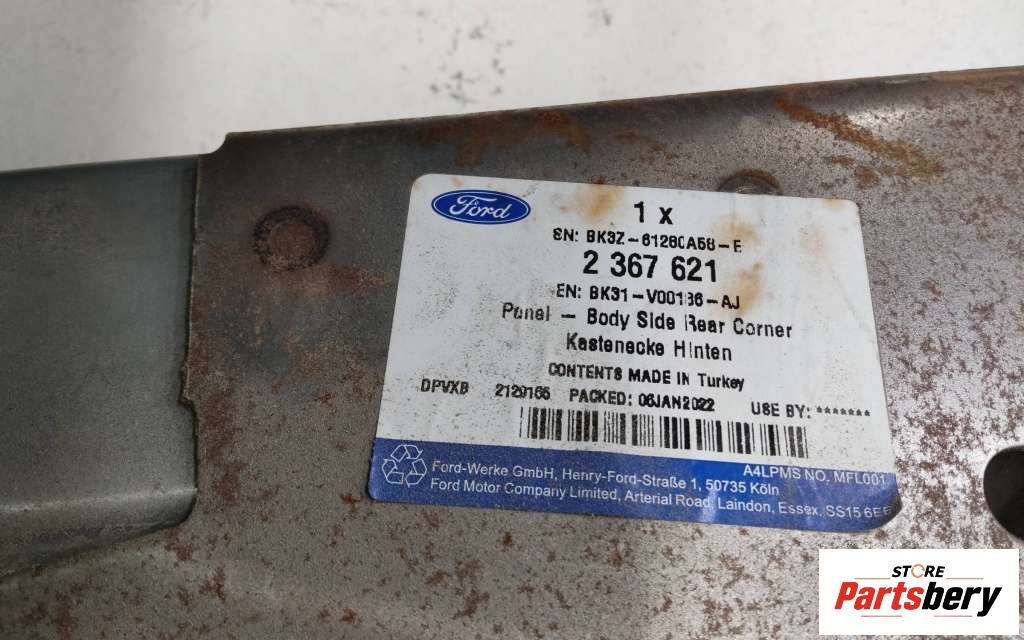 Ford
1 x
SN: BK3Z-61280A58-E
2 367 621
EN: BK31-V00136-AJ
Panel - Body Side Rear Corner
Kastenecke Hinten
CONTENTS MADE IN Turkey
DPVXB 2120155 PACKED: 06JAN2022 USE BY: *******
A4LPMS NO. MFL001
Ford-Werke GmbH, Henry-Ford-Straße 1, 50735 Köln
Ford Motor Company Limited, Arterial Road, Laindon, Essex, SS15 6EE
STORE
Partsbery